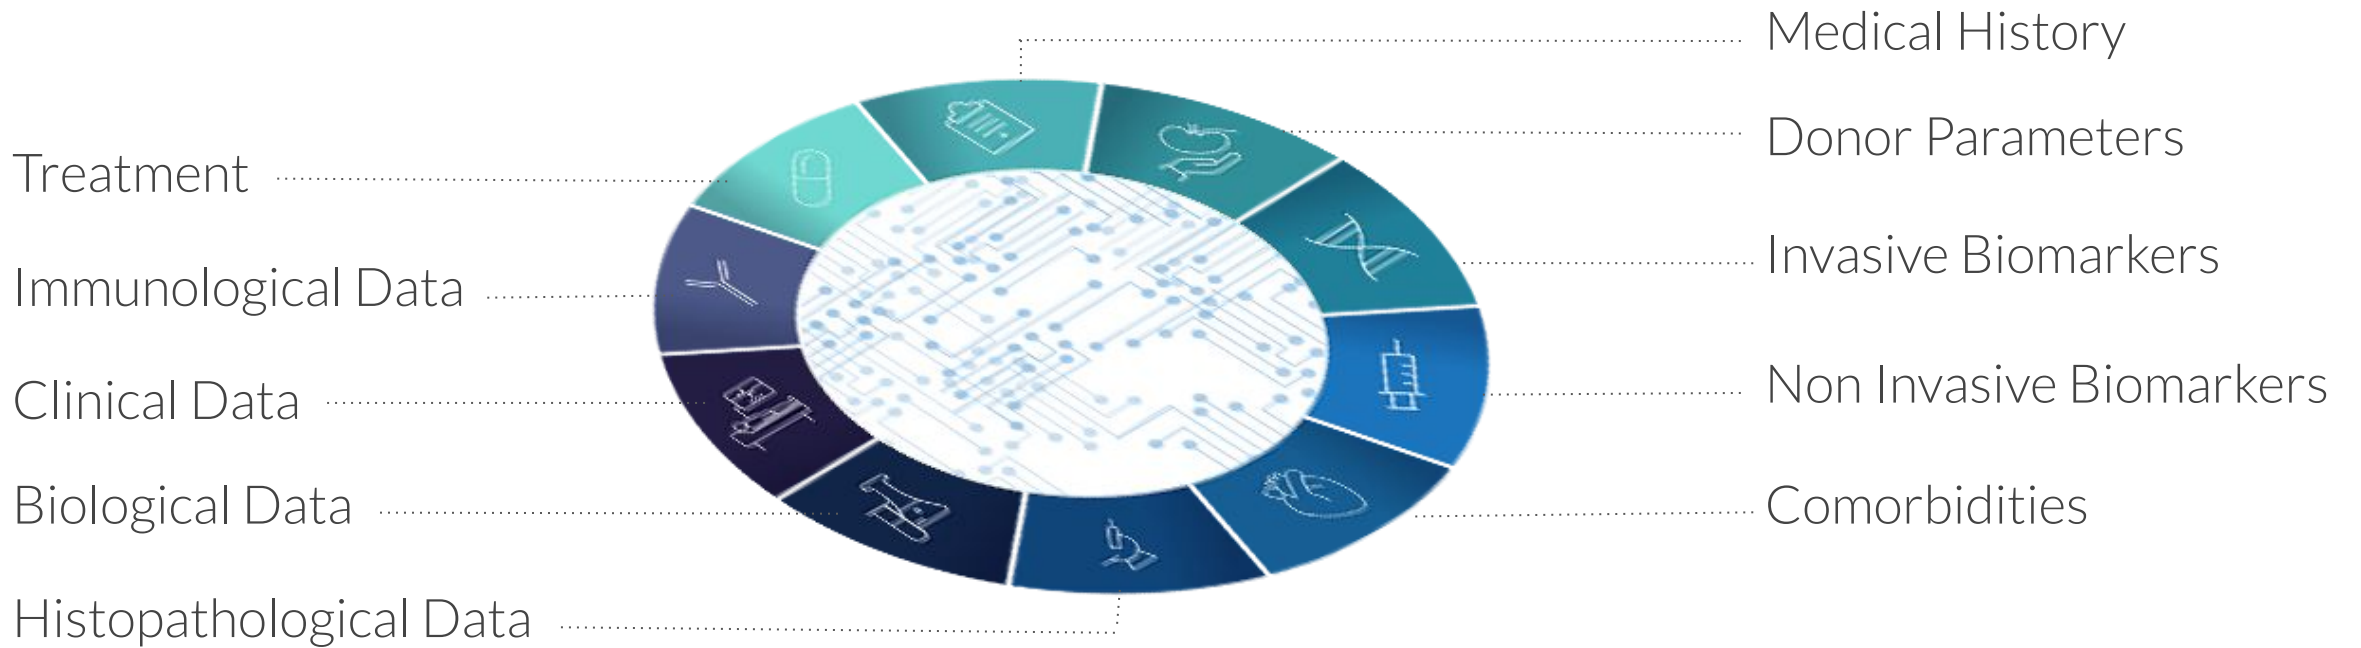 Medical History
Donor Parameters
Treatment
Invasive Biomarkers
Immunological Data
Non Invasive Biomarkers
Clinical Data
Biological Data
Comorbidities
Histopathological Data